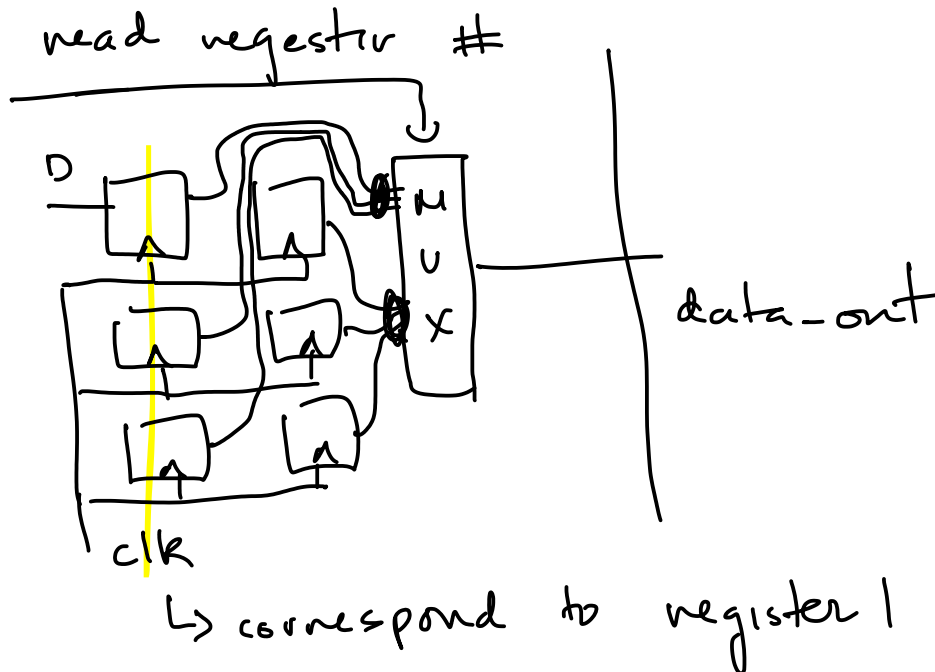 read regestir #
D
M
U
X
data_out
clk
↳ correspond to register 1